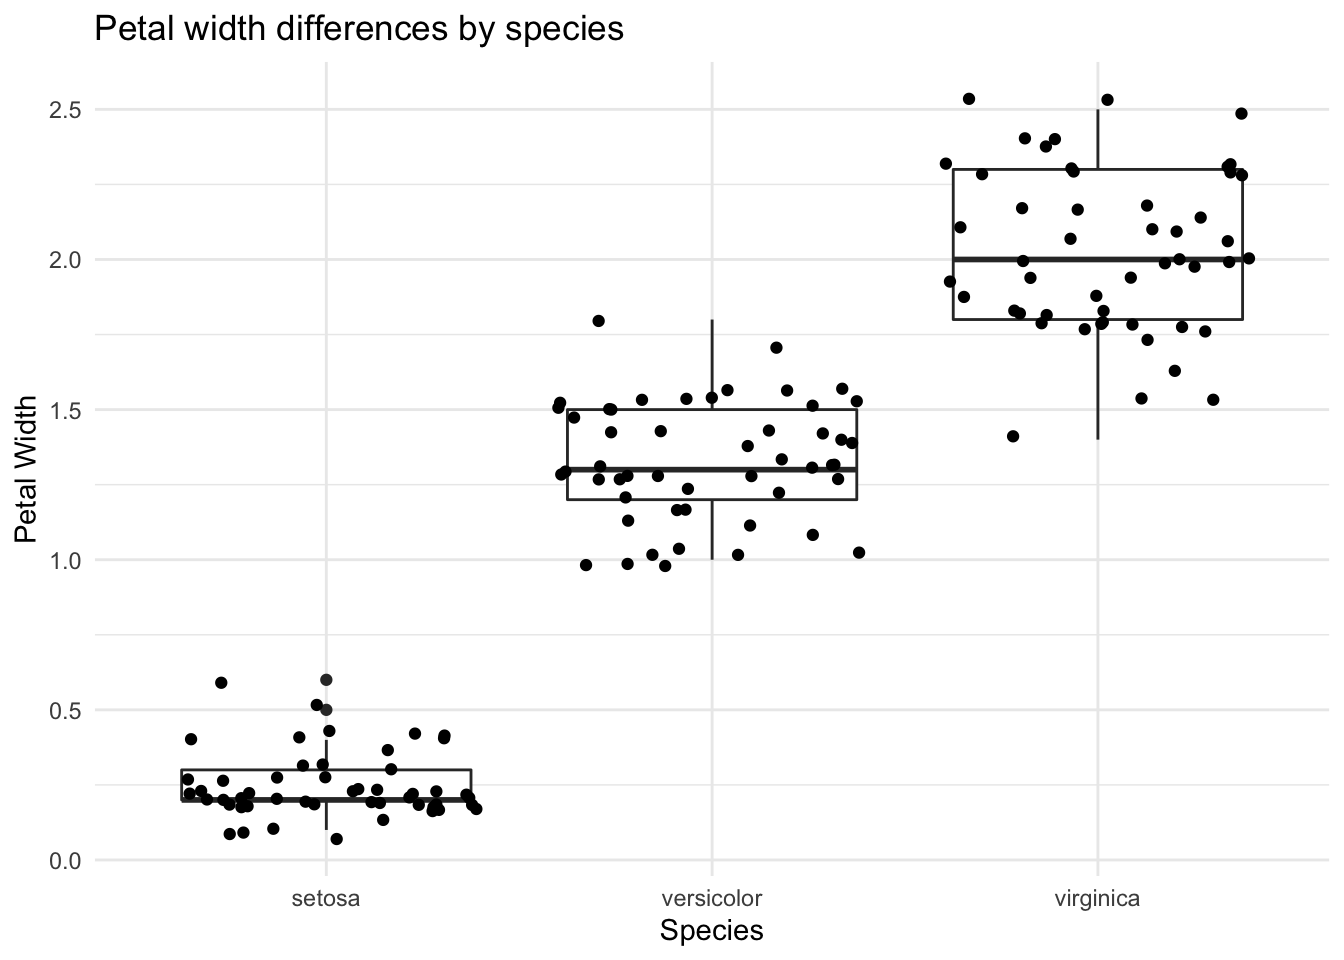 Petal width differences by species
Petal Width
2.5
2.0
1.5
1.0
0.5
0.0
setosa versicolor virginica
Species